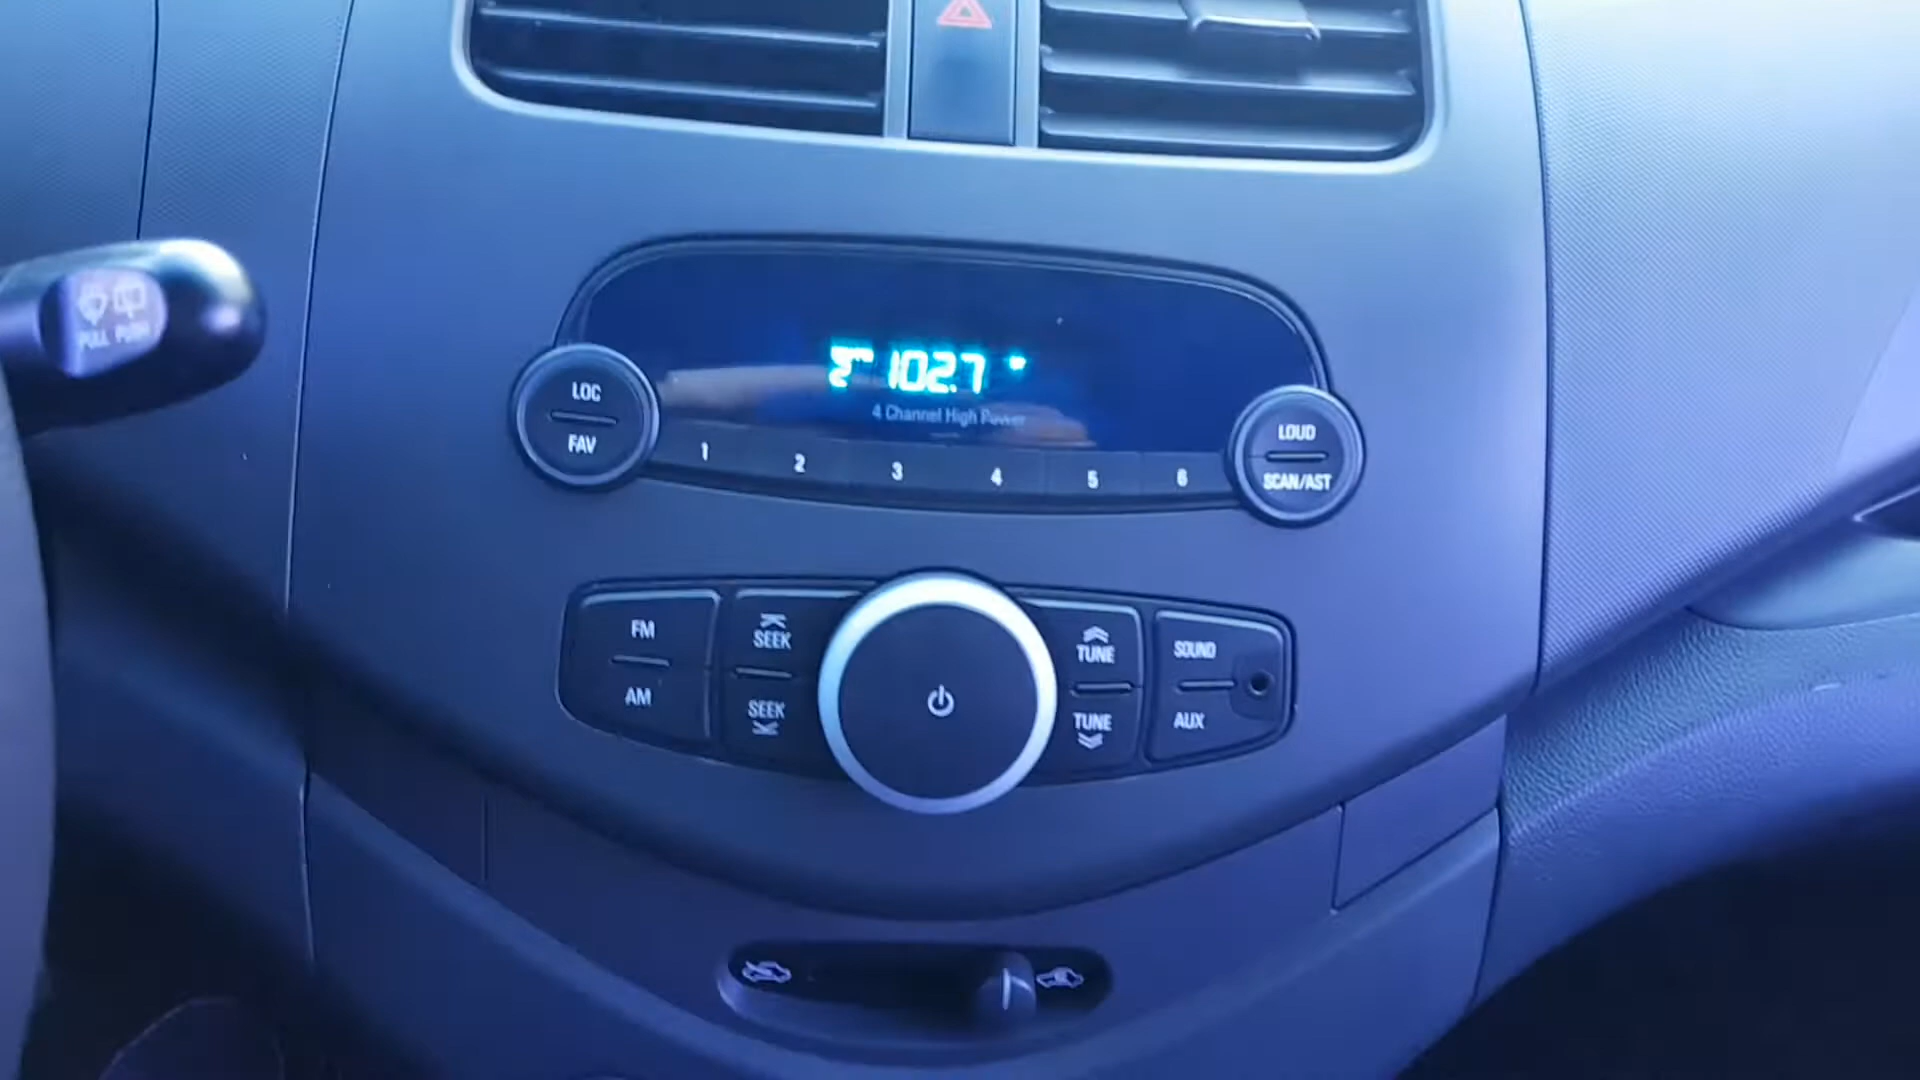 PULL PUSH
102.7
4 Channel High Power
LOC
FAV
1 2 3 4 5 6
LOUD
SCAN/AST
FM
AM
SEEK
SEEK
TUNE
TUNE
SOUND
AUX